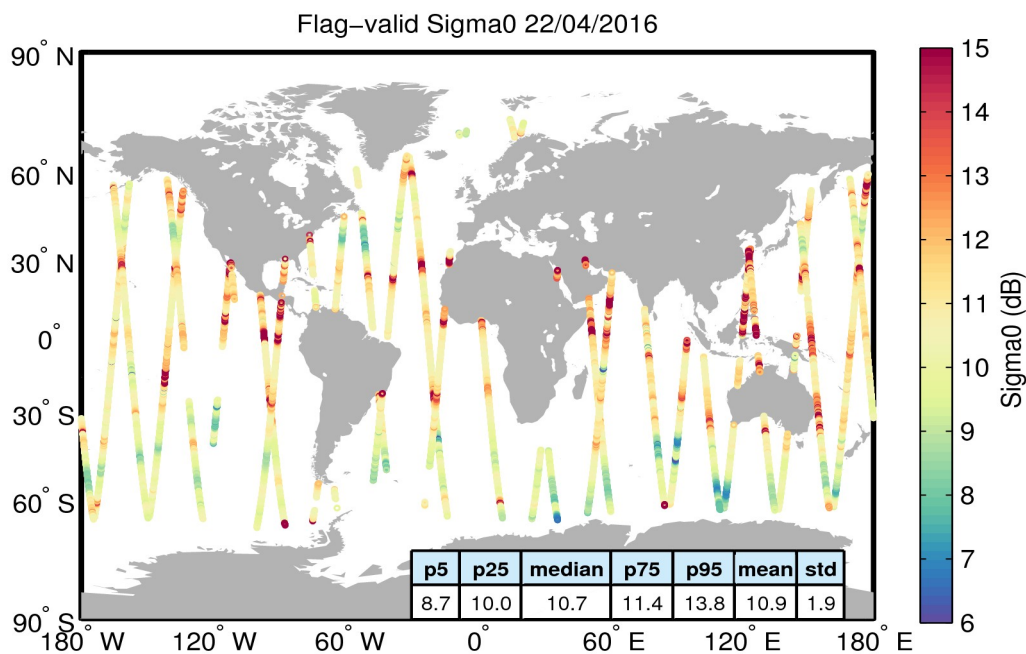 Flag−valid Sigma0 22/04/2016
90° N
60° N
30° N
0°
30° S
60° S
90° S
180° W
120° W
60° W
0°
60° E
120° E
180° E
p5 p25 median p75 p95 mean std
8.7 10.0 10.7 11.4 13.8 10.9 1.9
15
14
13
12
11
10
9
8
7
6
Sigma0 (dB)